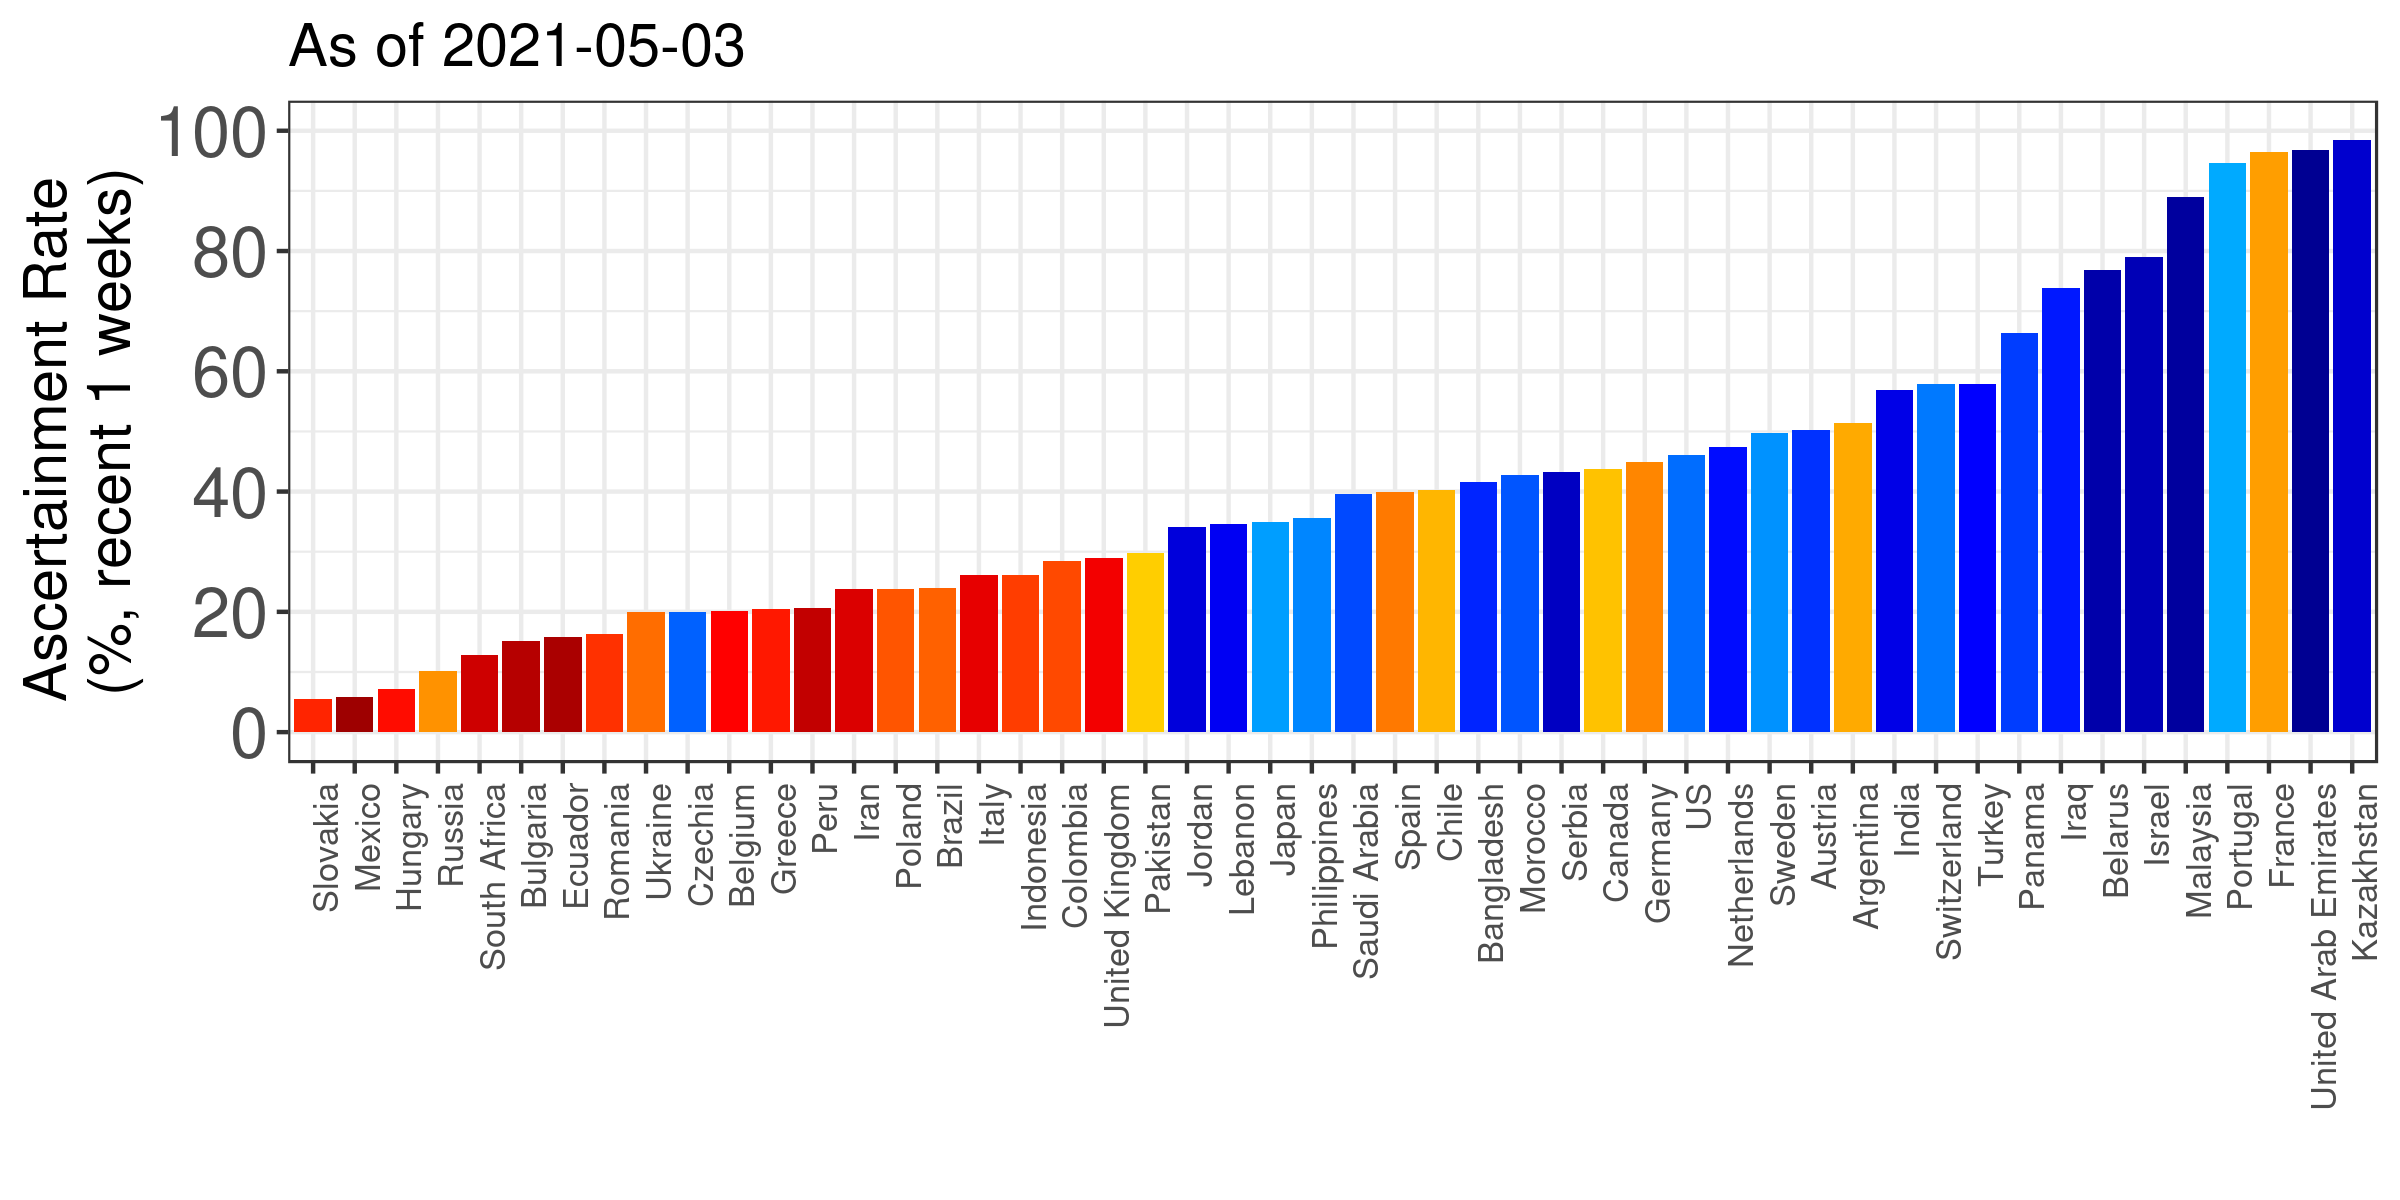 As of 2021-05-03
Ascertainment Rate
(%, recent 1 weeks)
100
80
60
40
20
0
Slovakia
Mexico
Hungary
Russia
South Africa
Bulgaria
Ecuador
Romania
Ukraine
Czechia
Belgium
Greece
Peru
Iran
Poland
Brazil
Italy
Indonesia
Colombia
United Kingdom
Pakistan
Jordan
Lebanon
Japan
Philippines
Saudi Arabia
Spain
Chile
Bangladesh
Morocco
Serbia
Canada
Germany
US
Netherlands
Sweden
Austria
Argentina
India
Switzerland
Turkey
Panama
Iraq
Belarus
Israel
Malaysia
Portugal
France
United Arab Emirates
Kazakhstan